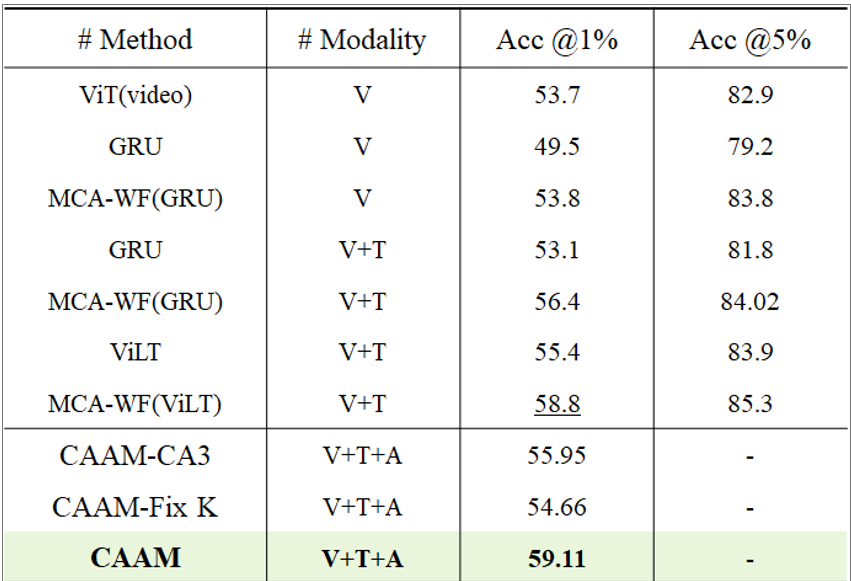 # Method # Modality Acc @1% Acc @5%
ViT(video) V 53.7 82.9
GRU V 49.5 79.2
MCA-WF(GRU) V 53.8 83.8
GRU V+T 53.1 81.8
MCA-WF(GRU) V+T 56.4 84.02
ViLT V+T 55.4 83.9
MCA-WF(ViLT) V+T 58.8 85.3
CAAM-CA3 V+T+A 55.95 -
CAAM-Fix K V+T+A 54.66 -
CAAM V+T+A 59.11 -